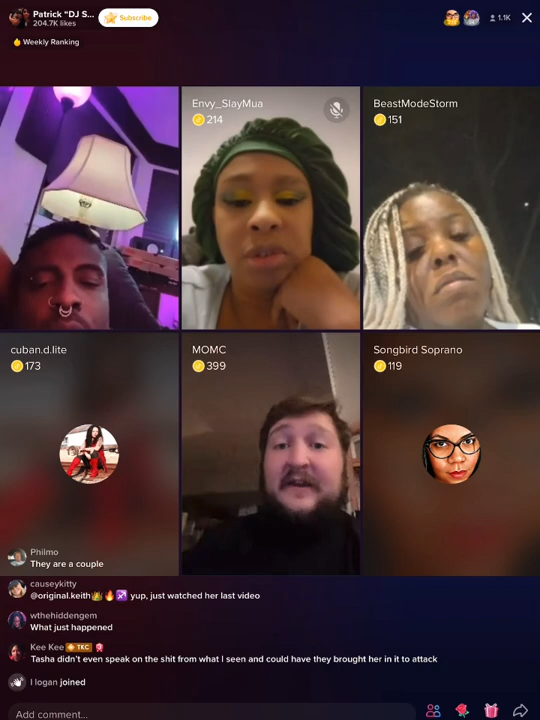 Patrick "DJ S...
204.7K likes
Subscribe
1.1K
Weekly Ranking
Envy_SlayMua
214
BeastModeStorm
151
cuban.d.lite
173
MOMC
399
Songbird Soprano
119
Philmo
They are a couple
causeykitty
@original.keith yup, just watched her last video
wthehiddengem
What just happened
Kee Kee TKC
Tasha didn't even speak on the shit from what I seen and could have they brought her in it to attack
l logan joined
Add comment...